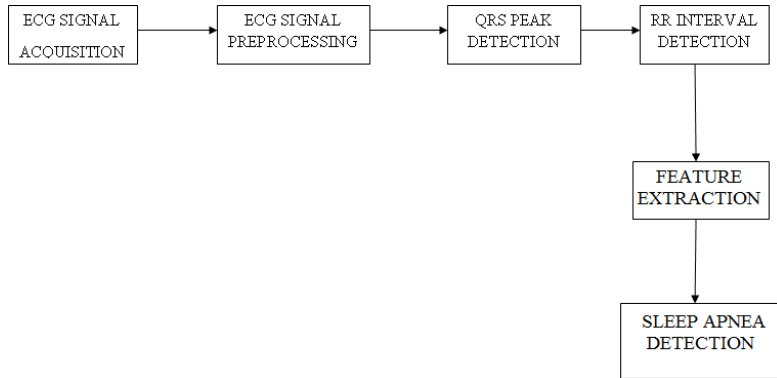 ECG SIGNAL
ACQUISITION
ECG SIGNAL
PREPROCESSING
QRS PEAK
DETECTION
RR INTERVAL
DETECTION
FEATURE
EXTRACTION
SLEEP APNEA
DETECTION